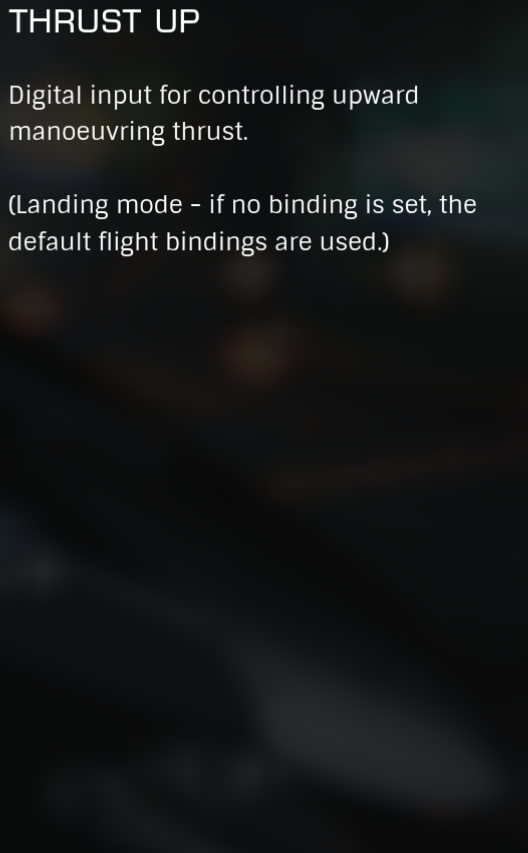 THRUST UP
Digital input for controlling upward
manoeuvring thrust.
(Landing mode – if no binding is set, the
default flight bindings are used.)